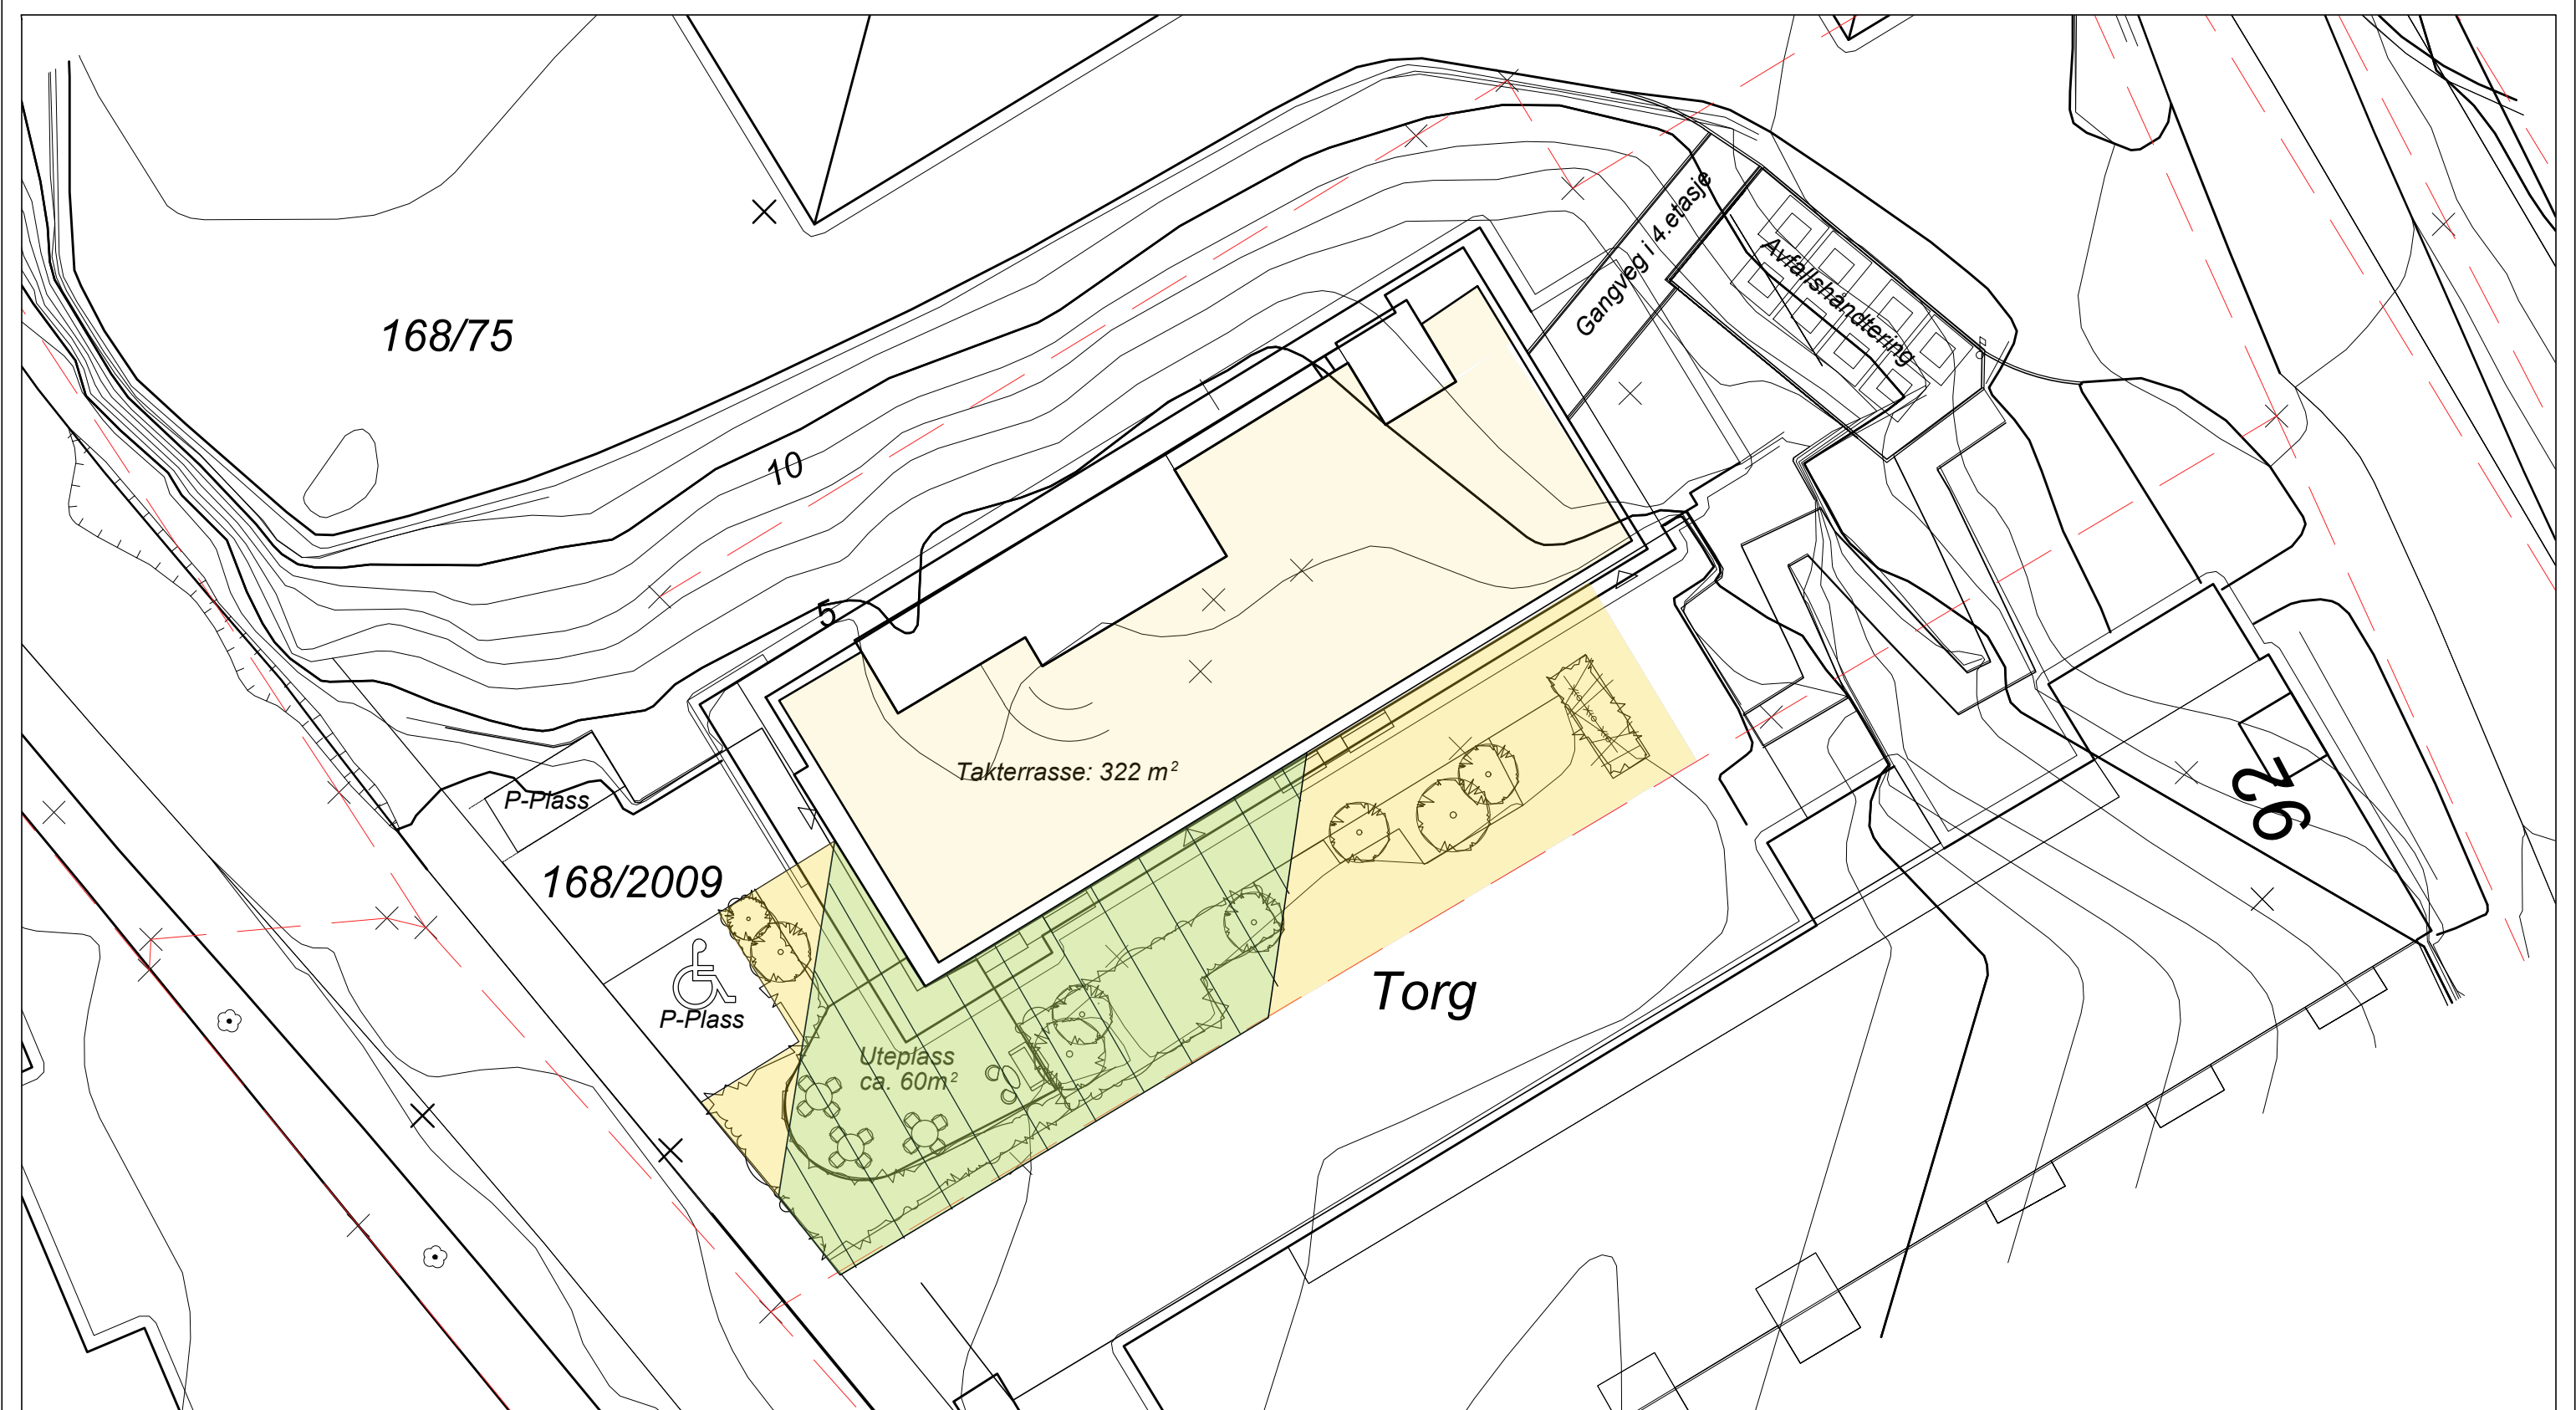 Gangveg i 4.etasje
Avfallshåndtering
168/75
10
5
Takterrasse: 322 m²
P-Plass
26
168/2009
P-Plass
Torg
Uteplass
ca. 60m²